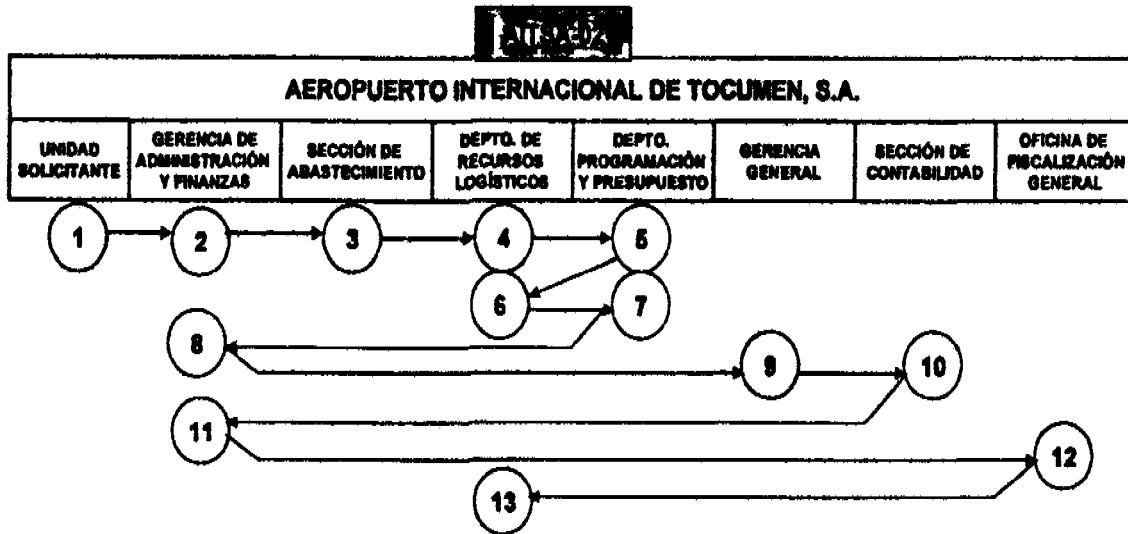 AITSA-02
AEROPUERTO INTERNACIONAL DE TOCUMEN, S.A.
UNIDAD
SOLICITANTE
GERENCIA DE
ADMINISTRACIÓN
Y FINANZAS
SECCIÓN DE
ABASTECIMIENTO
DEPTO. DE
RECURSOS
LOGÍSTICOS
DEPTO.
PROGRAMACIÓN
Y PRESUPUESTO
GERENCIA
GENERAL
SECCIÓN DE
CONTABILIDAD
OFICINA DE
FISCALIZACIÓN
GENERAL
1
2
3
4
5
6
7
8
9
10
11
12
13